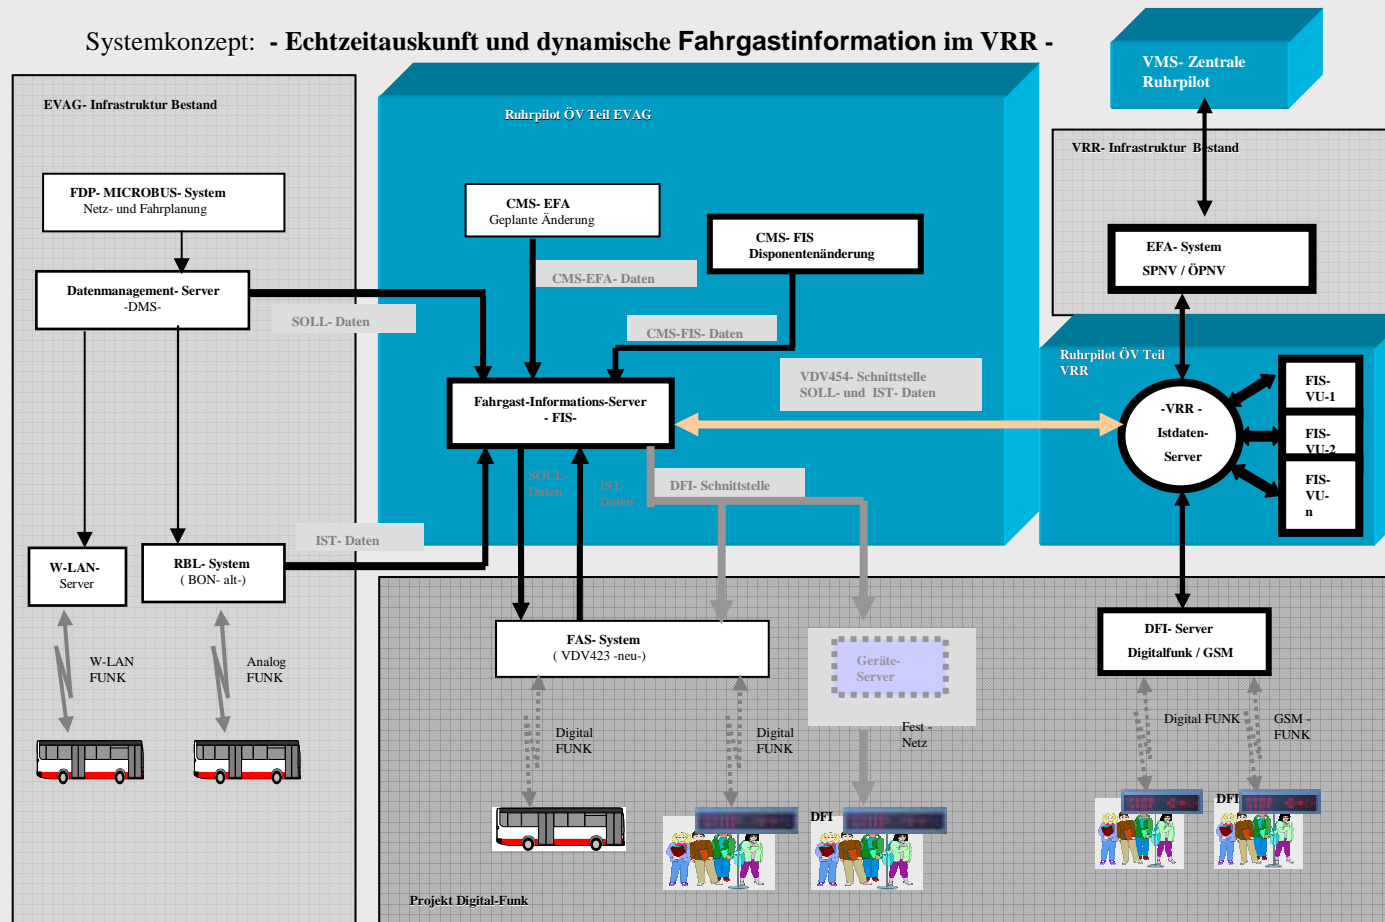 Systemkonzept: - Echtzeitauskunft und dynamische Fahrgastinformation im VRR -
VMS- Zentrale
Ruhrpilot
EVAG- Infrastruktur Bestand
Ruhrpilot ÖV Teil EVAG
VRR- Infrastruktur Bestand
FDP- MICROBUS- System
Netz- und Fahrplanung
CMS- EFA
Geplante Änderung
CMS- FIS
Disponentenänderung
EFA- System
SPNV / ÖPNV
Datenmanagement- Server
-DMS-
CMS-EFA- Daten
SOLL- Daten
CMS-FIS- Daten
Ruhrpilot ÖV Teil
VRR
VDV454- Schnittstelle
SOLL- und IST- Daten
Fahrgast-Informations-Server
- FIS-
-VRR -
Istdaten-
Server
FIS-
VU-1
FIS-
VU-2
FIS-
VU-
n
SOLL-
Daten
IST-
Daten
DFI- Schnittstelle
IST- Daten
W-LAN-
Server
RBL- System
( BON- alt-)
FAS- System
( VDV423 -neu-)
Geräte-
Server
DFI- Server
Digitalfunk / GSM
W-LAN
FUNK
Analog
FUNK
Digital
FUNK
Digital
FUNK
Fest -
Netz
Digital FUNK
GSM -
FUNK
DFI
DFI
Projekt Digital-Funk